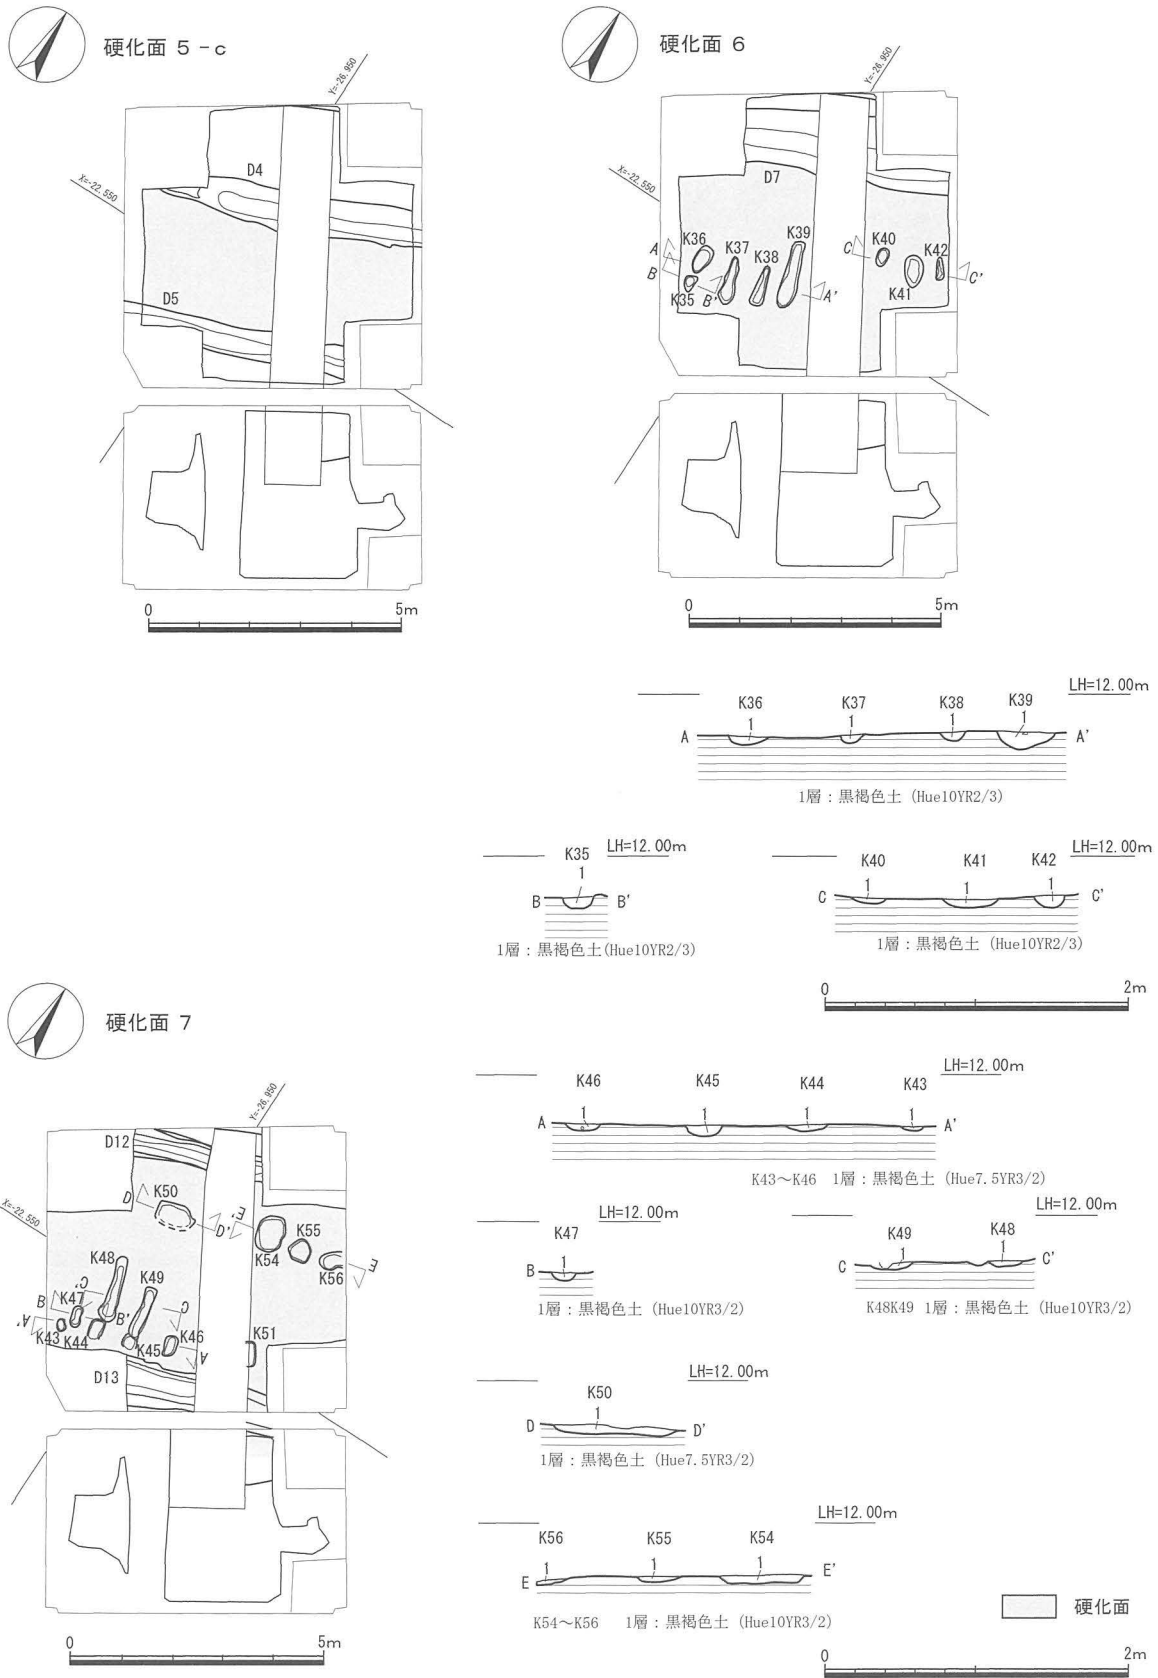 硬化面 5-c
Y=-26.950
X=-22.550
D4
D5
0 5m
硬化面 6
Y=-26.950
X=-22.550
D7
A K36 K37 K39 C K40 K42
B K38
K35 B' A' K41 C'
0 5m
LH=12.00m
K36 K37 K38 K39
1 1 1 1
A A'
1層：黒褐色土 (Hue10YR2/3)
K35 LH=12.00m
1
B B'
1層：黒褐色土(Hue10YR2/3)
LH=12.00m
K40 K41 K42
1 1 1
C C'
1層：黒褐色土 (Hue10YR2/3)
0 2m
硬化面 7
Y=-26.950
X=-22.550
D12
D K50 D' E K54 K55 K56 E
K48 K49
C' C
B K47 B'
A' K43 K44 K45 K46 A K51
D13
0 5m
LH=12.00m
K46 K45 K44 K43
1 1 1 1
A A'
K43～K46 1層：黒褐色土 (Hue7.5YR3/2)
LH=12.00m
K47
1
B
1層：黒褐色土 (Hue10YR3/2)
LH=12.00m
K49 K48
1 1
C C'
K48K49 1層：黒褐色土 (Hue10YR3/2)
LH=12.00m
K50
1
D D'
1層：黒褐色土 (Hue7.5YR3/2)
LH=12.00m
K56 K55 K54
1 1 1
E E'
K54～K56 1層：黒褐色土 (Hue10YR3/2)
硬化面
0 2m